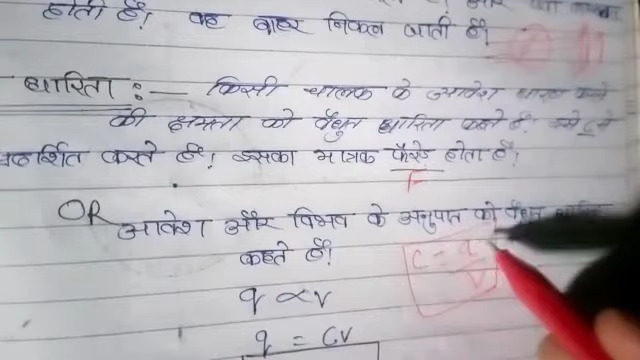 होती है। वह बाहर निकल जाती है।
धारिता :— किसी चालक के आवेश धारण करने
की क्षमता को वैद्युत धारिता कहते है। इसे C से
प्रदर्शित करते हैं। इसका मात्रक फैरडे होता है।
F
OR आवेश और विभव के अनुपात को वैद्युत
कहते हैं।
C = q/V
q ∝ V
q = CV